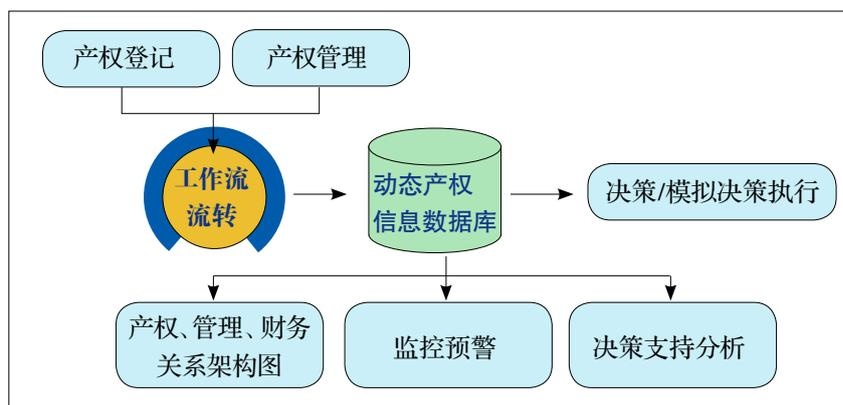 产权登记
产权管理
工作流
流转
动态产权
信息数据库
决策/模拟决策执行
产权、管理、财务
关系架构图
监控预警
决策支持分析